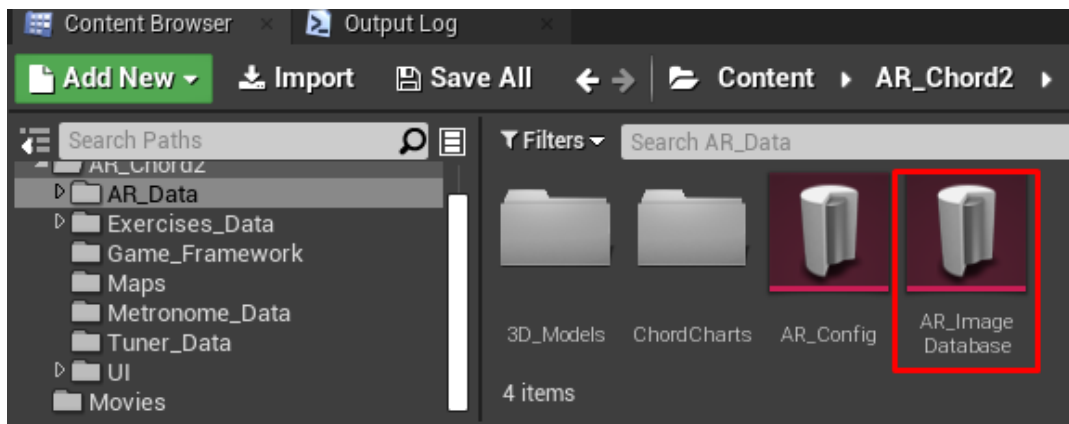 Content Browser
Output Log
Add New
Import
Save All
Content
AR_Chord2
Search Paths
AR_Chord2
AR_Data
Exercises_Data
Game_Framework
Maps
Metronome_Data
Tuner_Data
UI
Movies
Filters
Search AR_Data
3D_Models
ChordCharts
AR_Config
AR_Image
Database
4 items